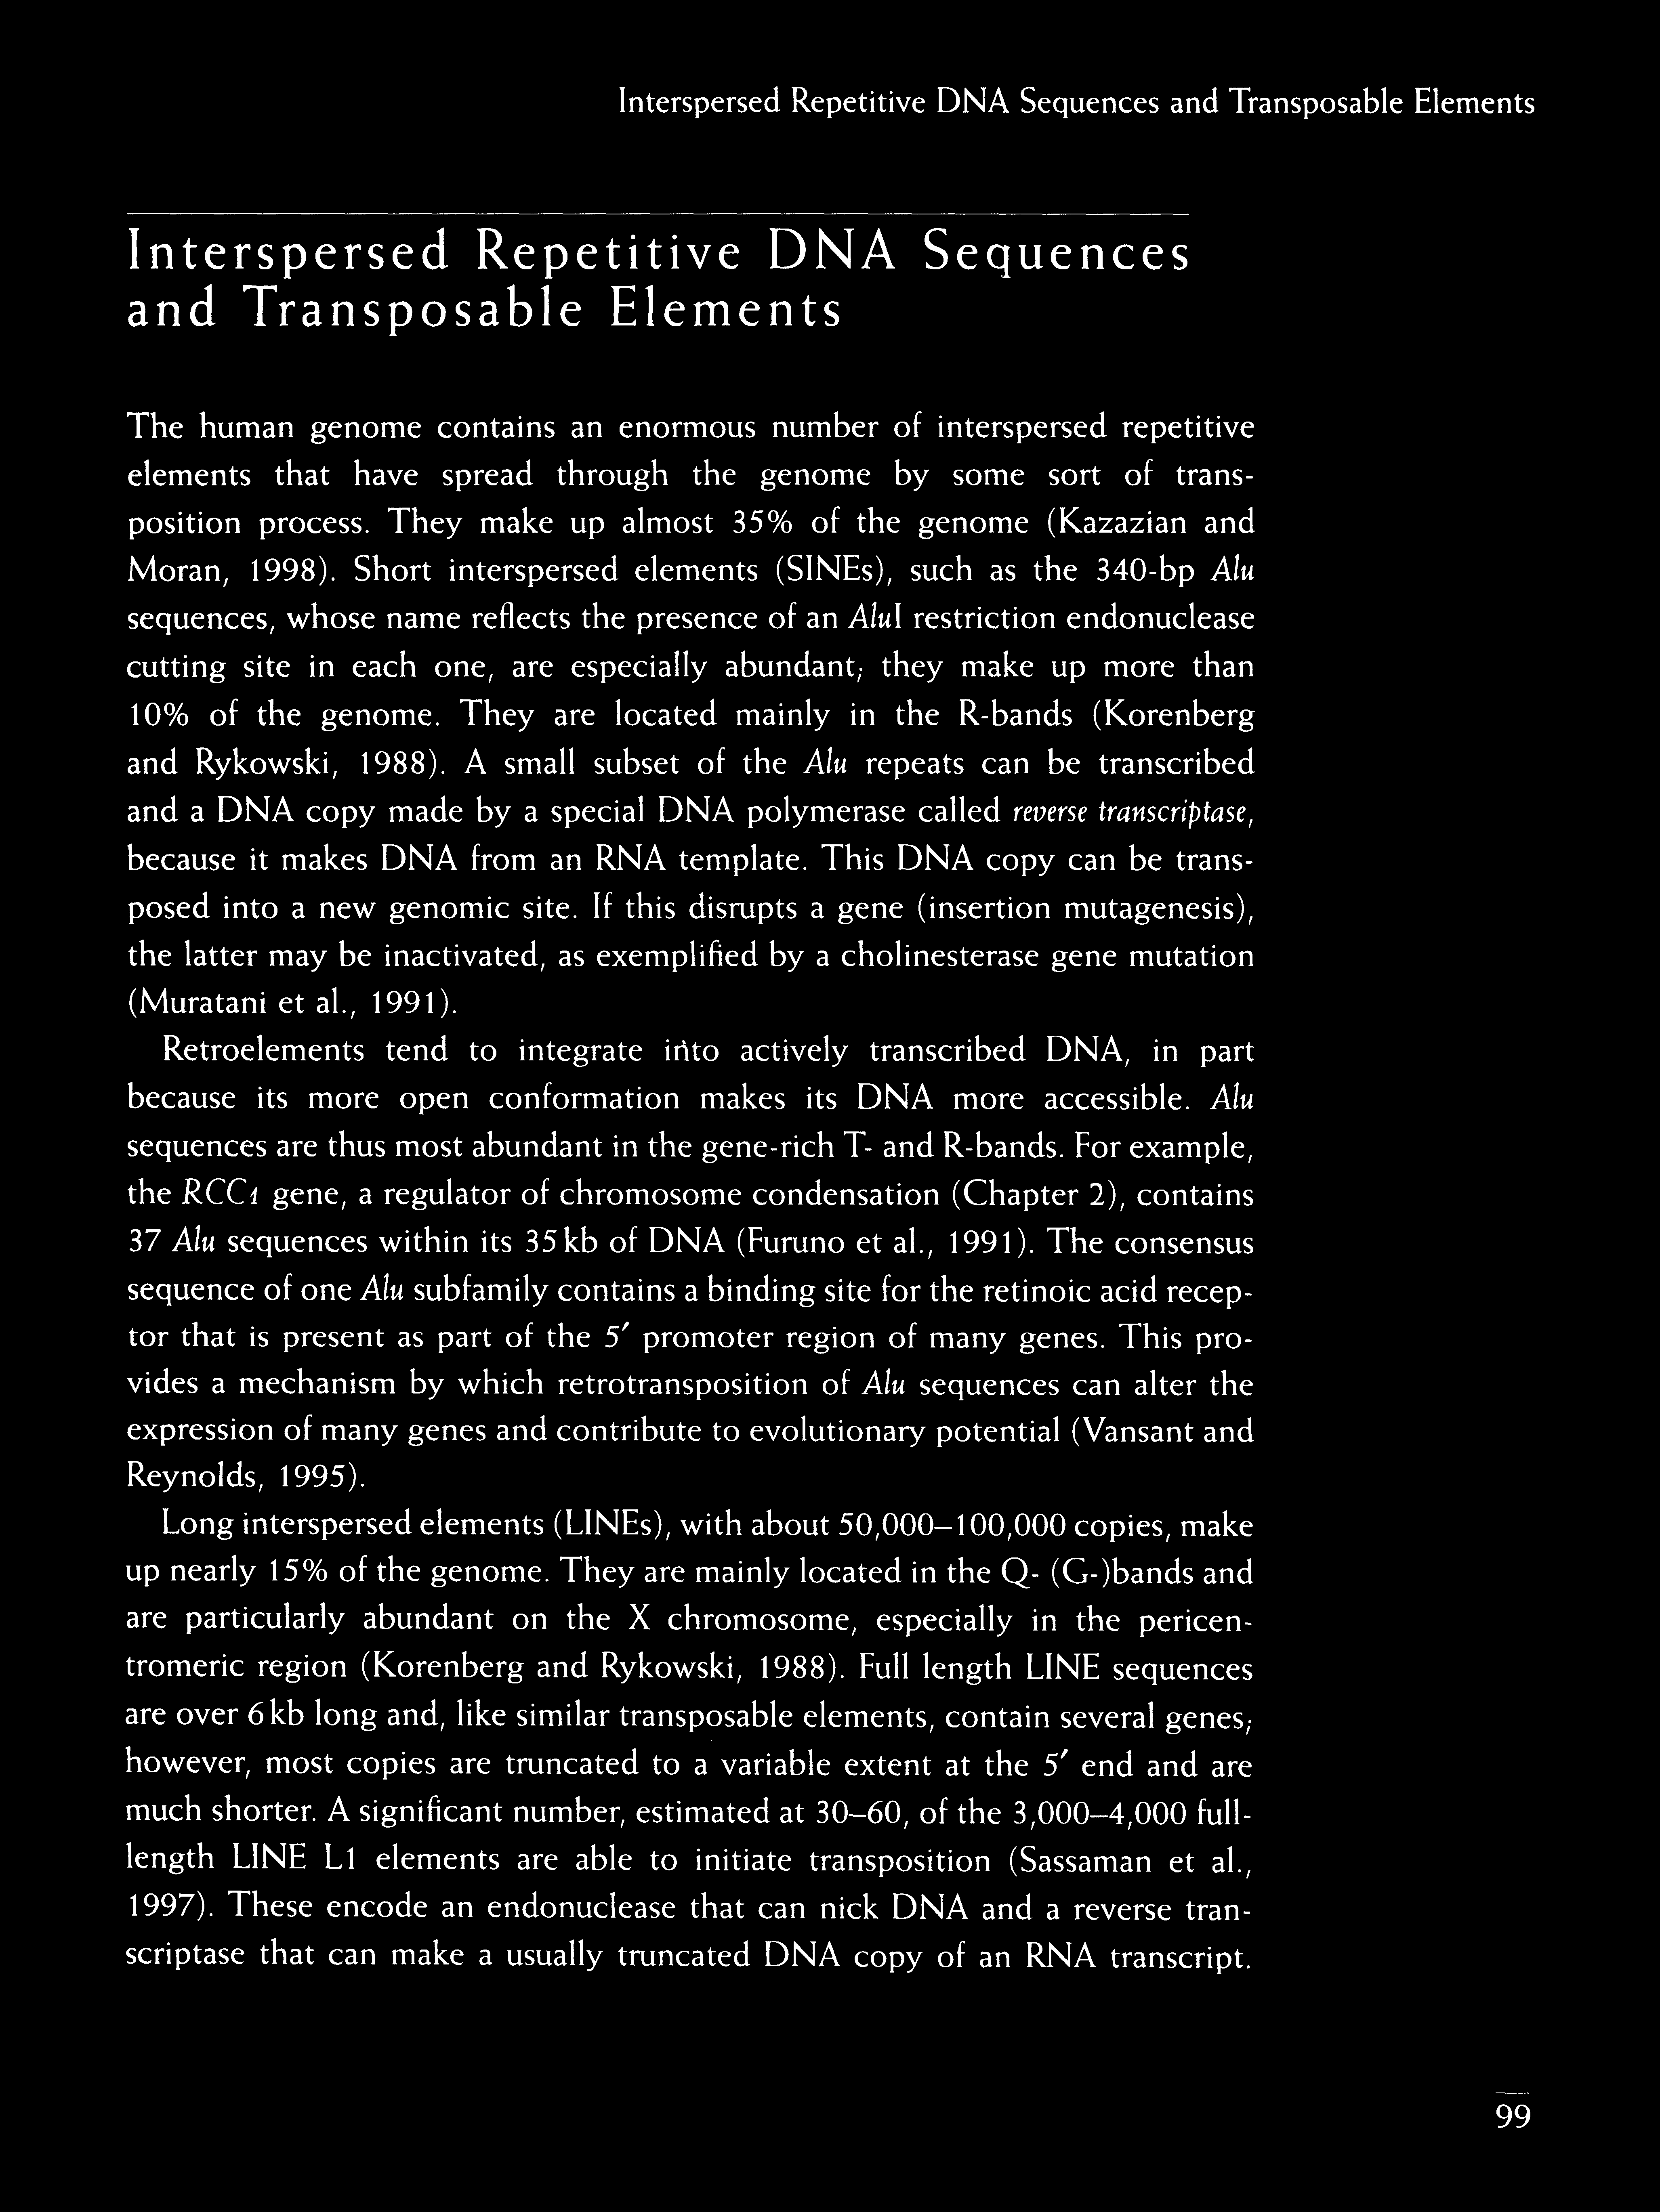 Interspersed Repetitive DNA Sequences and Transposable Elements
Interspersed Repetitive DNA Sequences
and Transposable Elements
The human genome contains an enormous number of interspersed repetitive
elements that have spread through the genome by some sort of trans-
position process. They make up almost 35% of the genome (Kazazian and
Moran, 1998). Short interspersed elements (SINEs), such as the 340-bp Alu
sequences, whose name reflects the presence of an AluI restriction endonuclease
cutting site in each one, are especially abundant; they make up more than
10% of the genome. They are located mainly in the R-bands (Korenberg
and Rykowski, 1988). A small subset of the Alu repeats can be transcribed
and a DNA copy made by a special DNA polymerase called reverse transcriptase,
because it makes DNA from an RNA template. This DNA copy can be trans-
posed into a new genomic site. If this disrupts a gene (insertion mutagenesis),
the latter may be inactivated, as exemplified by a cholinesterase gene mutation
(Muratani et al., 1991).
Retroelements tend to integrate into actively transcribed DNA, in part
because its more open conformation makes its DNA more accessible. Alu
sequences are thus most abundant in the gene-rich T- and R-bands. For example,
the RCC1 gene, a regulator of chromosome condensation (Chapter 2), contains
37 Alu sequences within its 35 kb of DNA (Furuno et al., 1991). The consensus
sequence of one Alu subfamily contains a binding site for the retinoic acid recep-
tor that is present as part of the 5′ promoter region of many genes. This pro-
vides a mechanism by which retrotransposition of Alu sequences can alter the
expression of many genes and contribute to evolutionary potential (Vansant and
Reynolds, 1995).
Long interspersed elements (LINEs), with about 50,000–100,000 copies, make
up nearly 15% of the genome. They are mainly located in the Q- (G-)bands and
are particularly abundant on the X chromosome, especially in the pericen-
tromeric region (Korenberg and Rykowski, 1988). Full length LINE sequences
are over 6 kb long and, like similar transposable elements, contain several genes;
however, most copies are truncated to a variable extent at the 5′ end and are
much shorter. A significant number, estimated at 30–60, of the 3,000–4,000 full-
length LINE L1 elements are able to initiate transposition (Sassaman et al.,
1997). These encode an endonuclease that can nick DNA and a reverse tran-
scriptase that can make a usually truncated DNA copy of an RNA transcript.
99